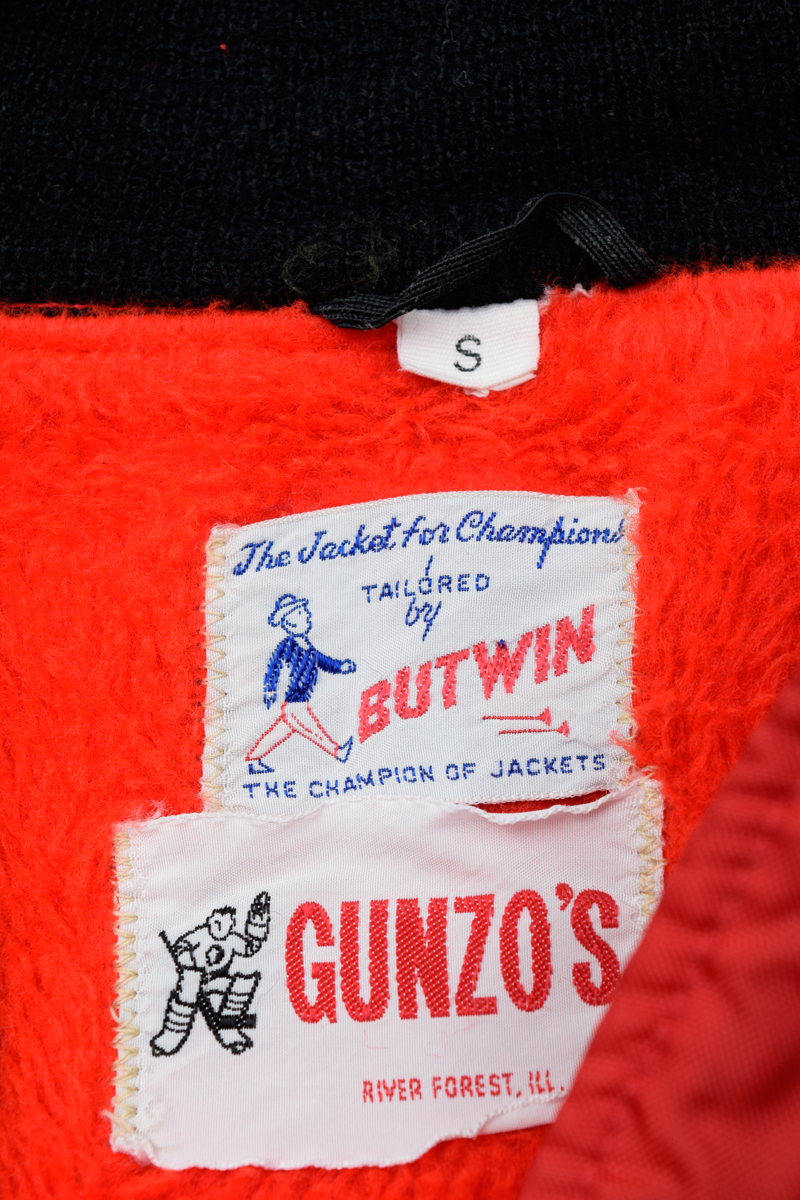 S
The Jacket for Champions
TAILORED
by
BUTWIN
THE CHAMPION OF JACKETS
GUNZO'S
RIVER FOREST, ILL.